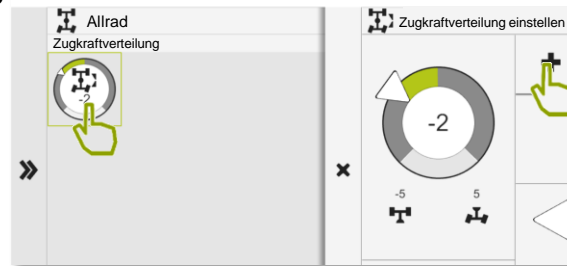 Allrad
Zugkraftverteilung
-2
Zugkraftverteilung einstellen
-2
-5 5